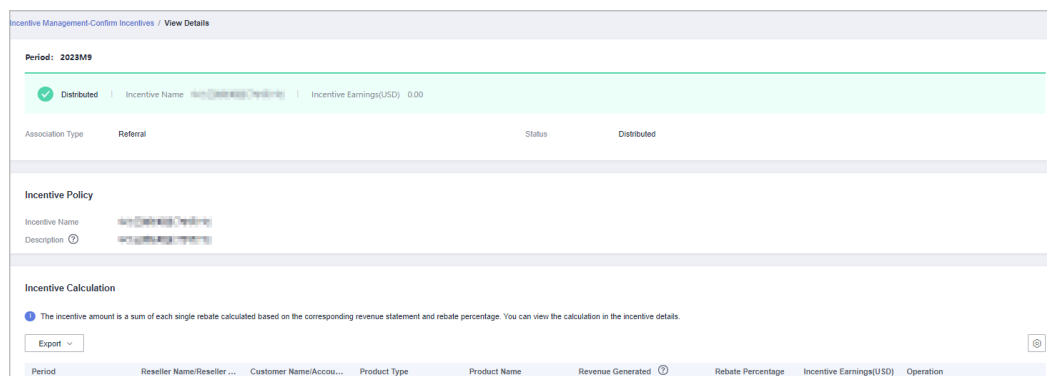 Incentive Management-Confirm Incentives / View Details
Period: 2023M9
Distributed Incentive Name Incentive Earnings(USD) 0.00
Association Type Referral Status Distributed
Incentive Policy
Incentive Name
Description
Incentive Calculation
The incentive amount is a sum of each single rebate calculated based on the corresponding revenue statement and rebate percentage. You can view the calculation in the incentive details.
Export
Period Reseller Name/Reseller ... Customer Name/Accou... Product Type Product Name Revenue Generated Rebate Percentage Incentive Earnings(USD) Operation